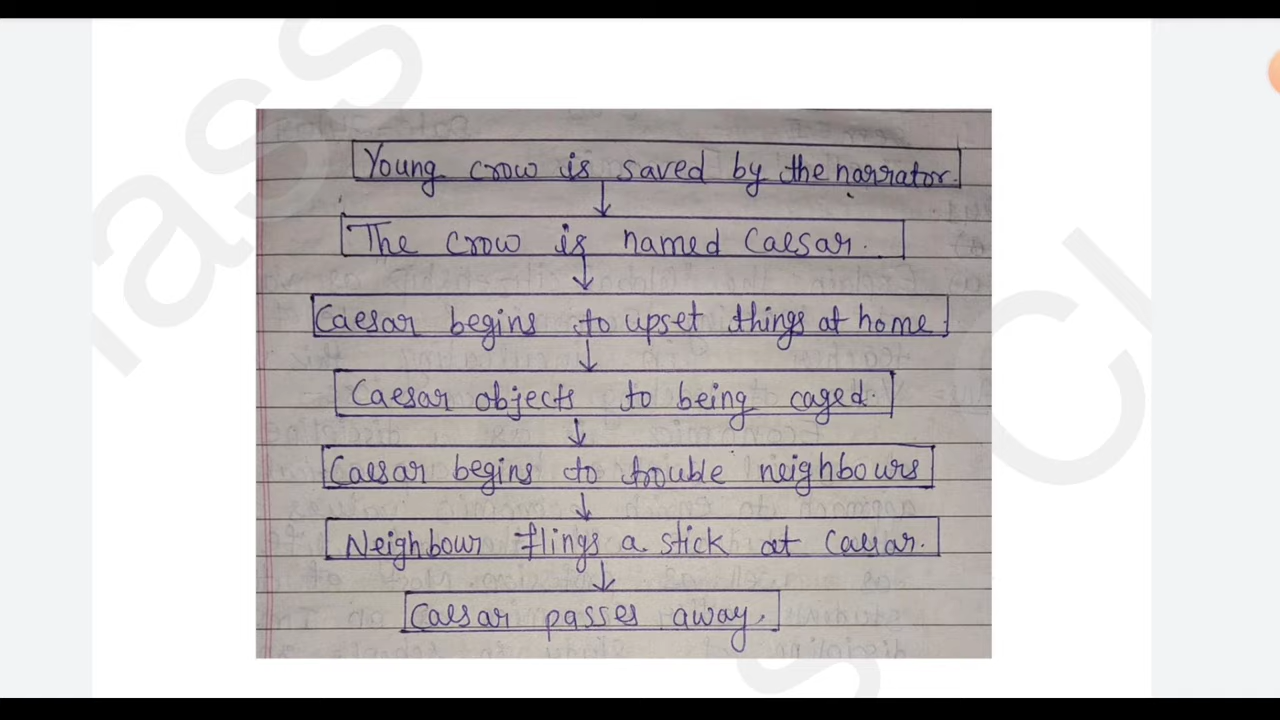 Young crow is saved by the narrator.
The crow is named Caesar.
Caesar begins to upset things at home.
Caesar objects to being caged.
Caesar begins to trouble neighbours
Neighbour flings a stick at Caesar.
Caesar passes away.